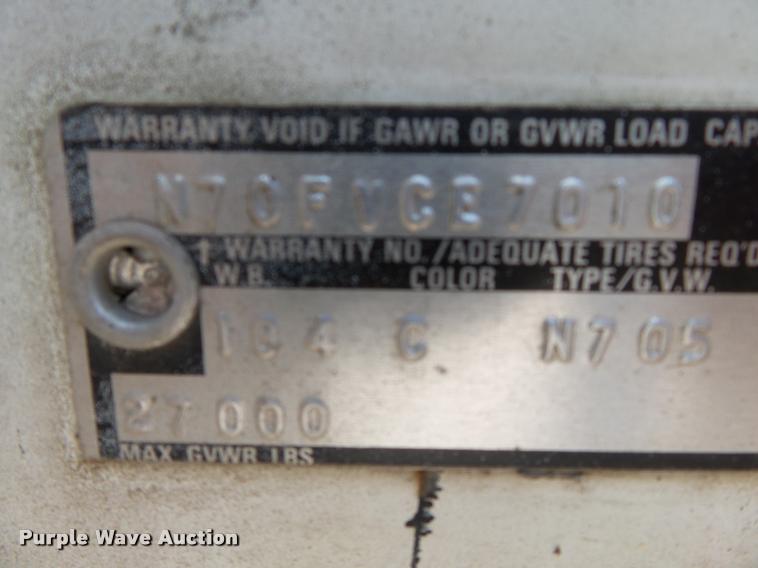 WARRANTY VOID IF GAWR OR GVWR LOAD CAP
N70FVCE7010
↑ WARRANTY NO./ADEQUATE TIRES REQ'D
W.B. COLOR TYPE/G.V.W.
194 C N705
27000
MAX GVWR LBS
Purple Wave Auction